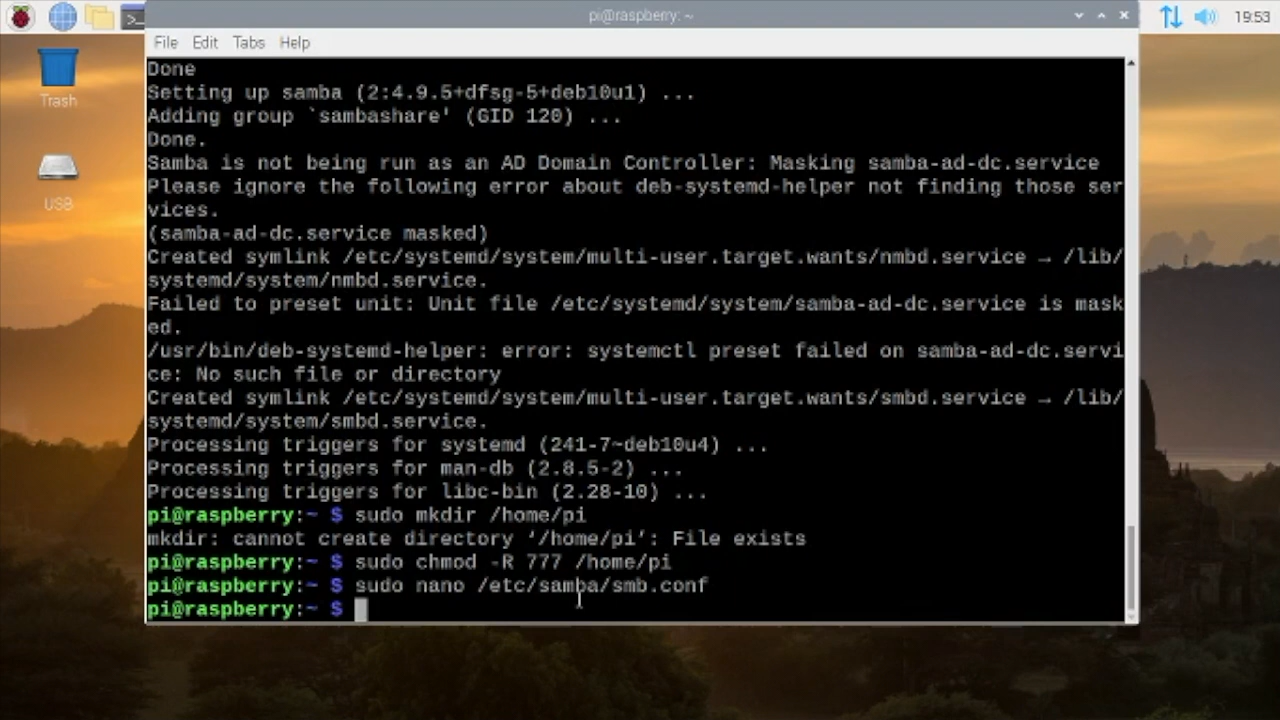 pi@raspberry: ~
19:53
File Edit Tabs Help
Trash
USB
Done
Setting up samba (2:4.9.5+dfsg-5+deb10u1) ...
Adding group `sambashare' (GID 120) ...
Done.
Samba is not being run as an AD Domain Controller: Masking samba-ad-dc.service
Please ignore the following error about deb-systemd-helper not finding those ser
vices.
(samba-ad-dc.service masked)
Created symlink /etc/systemd/system/multi-user.target.wants/nmbd.service → /lib/
systemd/system/nmbd.service.
Failed to preset unit: Unit file /etc/systemd/system/samba-ad-dc.service is mask
ed.
/usr/bin/deb-systemd-helper: error: systemctl preset failed on samba-ad-dc.servi
ce: No such file or directory
Created symlink /etc/systemd/system/multi-user.target.wants/smbd.service → /lib/
systemd/system/smbd.service.
Processing triggers for systemd (241-7~deb10u4) ...
Processing triggers for man-db (2.8.5-2) ...
Processing triggers for libc-bin (2.28-10) ...
pi@raspberry:~ $ sudo mkdir /home/pi
mkdir: cannot create directory ‘/home/pi’: File exists
pi@raspberry:~ $ sudo chmod -R 777 /home/pi
pi@raspberry:~ $ sudo nano /etc/samba/smb.conf
pi@raspberry:~ $